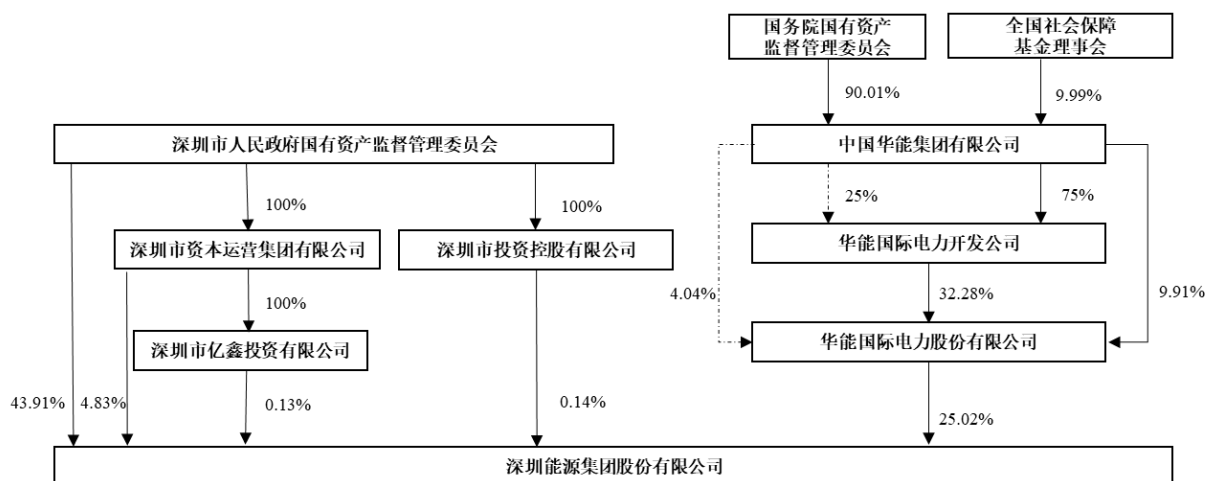 国务院国有资产
监督管理委员会
全国社会保障
基金理事会
90.01%
9.99%
深圳市人民政府国有资产监督管理委员会
中国华能集团有限公司
100%
100%
25%
75%
深圳市资本运营集团有限公司
深圳市投资控股有限公司
华能国际电力开发公司
100%
4.04%
32.28%
9.91%
深圳市亿鑫投资有限公司
华能国际电力股份有限公司
43.91%
4.83%
0.13%
0.14%
25.02%
深圳能源集团股份有限公司